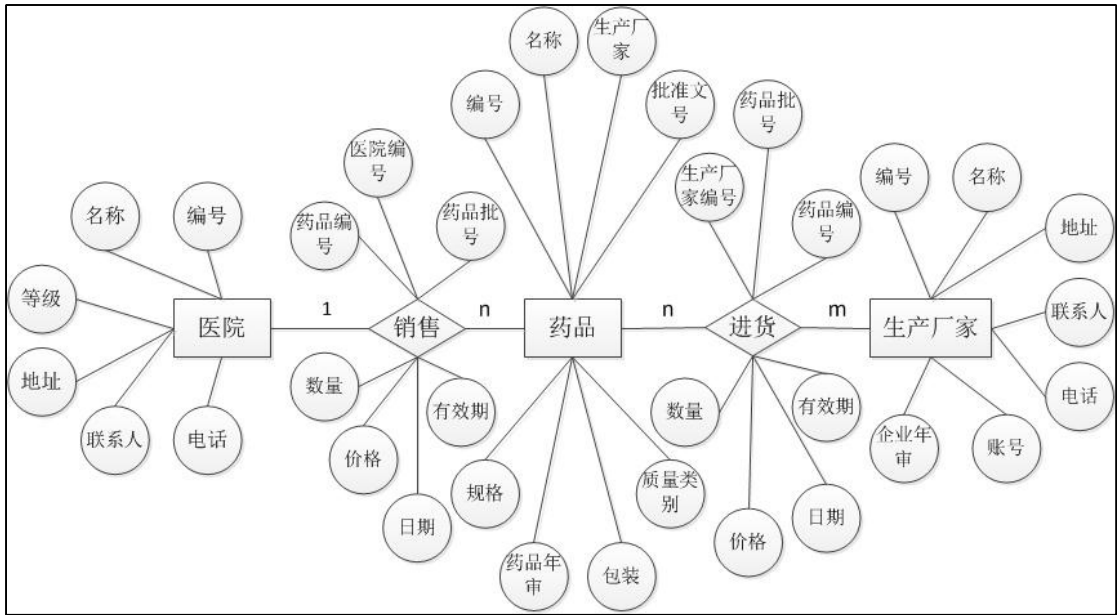 名称
生产厂
家
编号
批准文
号
药品批
号
医院编
号
生产厂
家编号
编号
名称
名称
编号
药品编
号
药品批
号
药品编
号
地址
等级
医院
1
销售
n
药品
n
进货
m
生产厂家
联系人
地址
数量
有效期
数量
有效期
电话
联系人
电话
价格
规格
质量类
别
企业年
审
账号
日期
价格
日期
药品年
审
包装